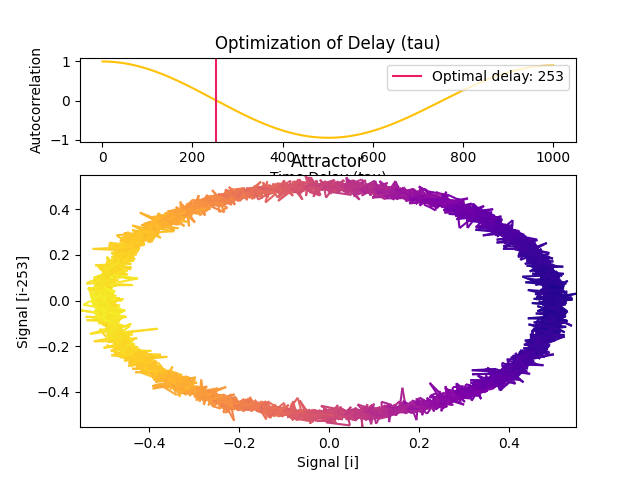 Optimization of Delay (tau)
Autocorrelation
1
0
−1
Optimal delay: 253
0
200
400
600
800
1000
Time Delay (tau)
Attractor
Signal [i-253]
0.4
0.2
0.0
−0.2
−0.4
−0.4
−0.2
0.0
0.2
0.4
Signal [i]